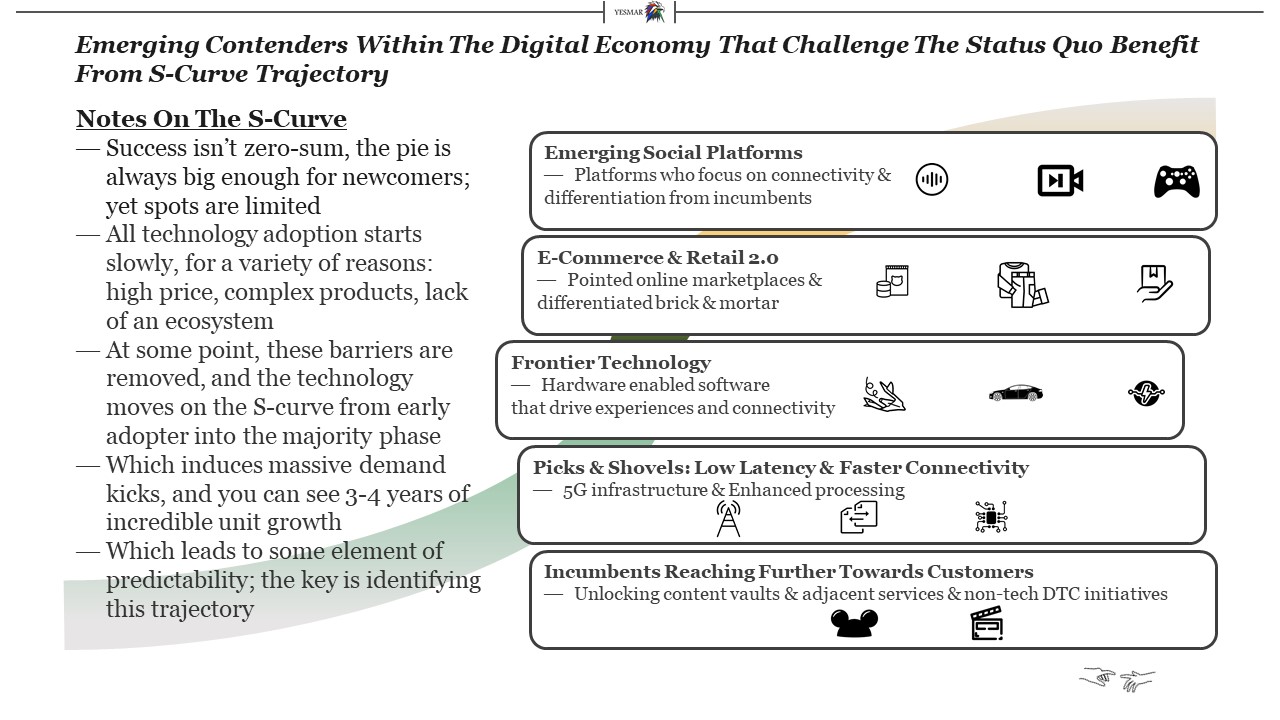 YESMAR
Emerging Contenders Within The Digital Economy That Challenge The Status Quo Benefit
From S-Curve Trajectory
Notes On The S-Curve
— Success isn’t zero-sum, the pie is
always big enough for newcomers;
yet spots are limited
— All technology adoption starts
slowly, for a variety of reasons:
high price, complex products, lack
of an ecosystem
— At some point, these barriers are
removed, and the technology
moves on the S-curve from early
adopter into the majority phase
— Which induces massive demand
kicks, and you can see 3-4 years of
incredible unit growth
— Which leads to some element of
predictability; the key is identifying
this trajectory
Emerging Social Platforms
— Platforms who focus on connectivity &
differentiation from incumbents
E-Commerce & Retail 2.0
— Pointed online marketplaces &
differentiated brick & mortar
Frontier Technology
— Hardware enabled software
that drive experiences and connectivity
Picks & Shovels: Low Latency & Faster Connectivity
— 5G infrastructure & Enhanced processing
Incumbents Reaching Further Towards Customers
— Unlocking content vaults & adjacent services & non-tech DTC initiatives